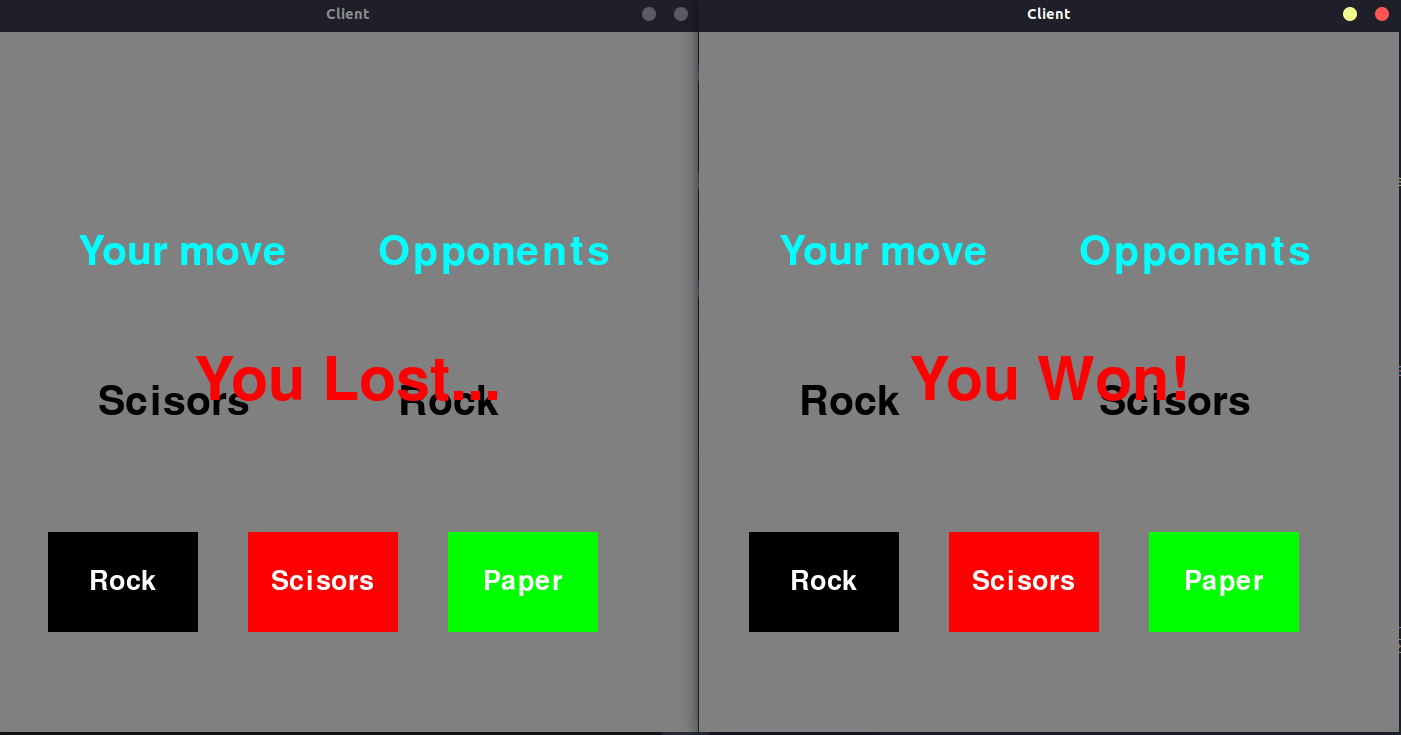 Client
Your move Opponents
You Lost...
Scisors Rock
Rock Scisors Paper
Client
Your move Opponents
You Won!
Rock Scisors
Rock Scisors Paper